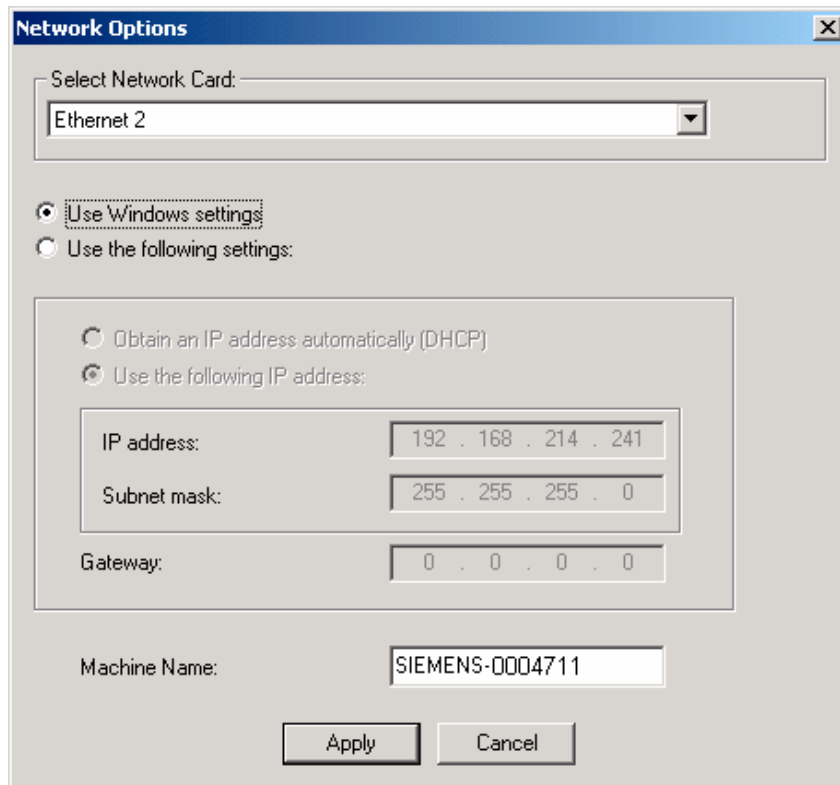 Network Options
Select Network Card:
Ethernet 2
Use Windows settings
Use the following settings:
Obtain an IP address automatically (DHCP)
Use the following IP address:
IP address: 192 . 168 . 214 . 241
Subnet mask: 255 . 255 . 255 . 0
Gateway: 0 . 0 . 0 . 0
Machine Name: SIEMENS-0004711
Apply Cancel